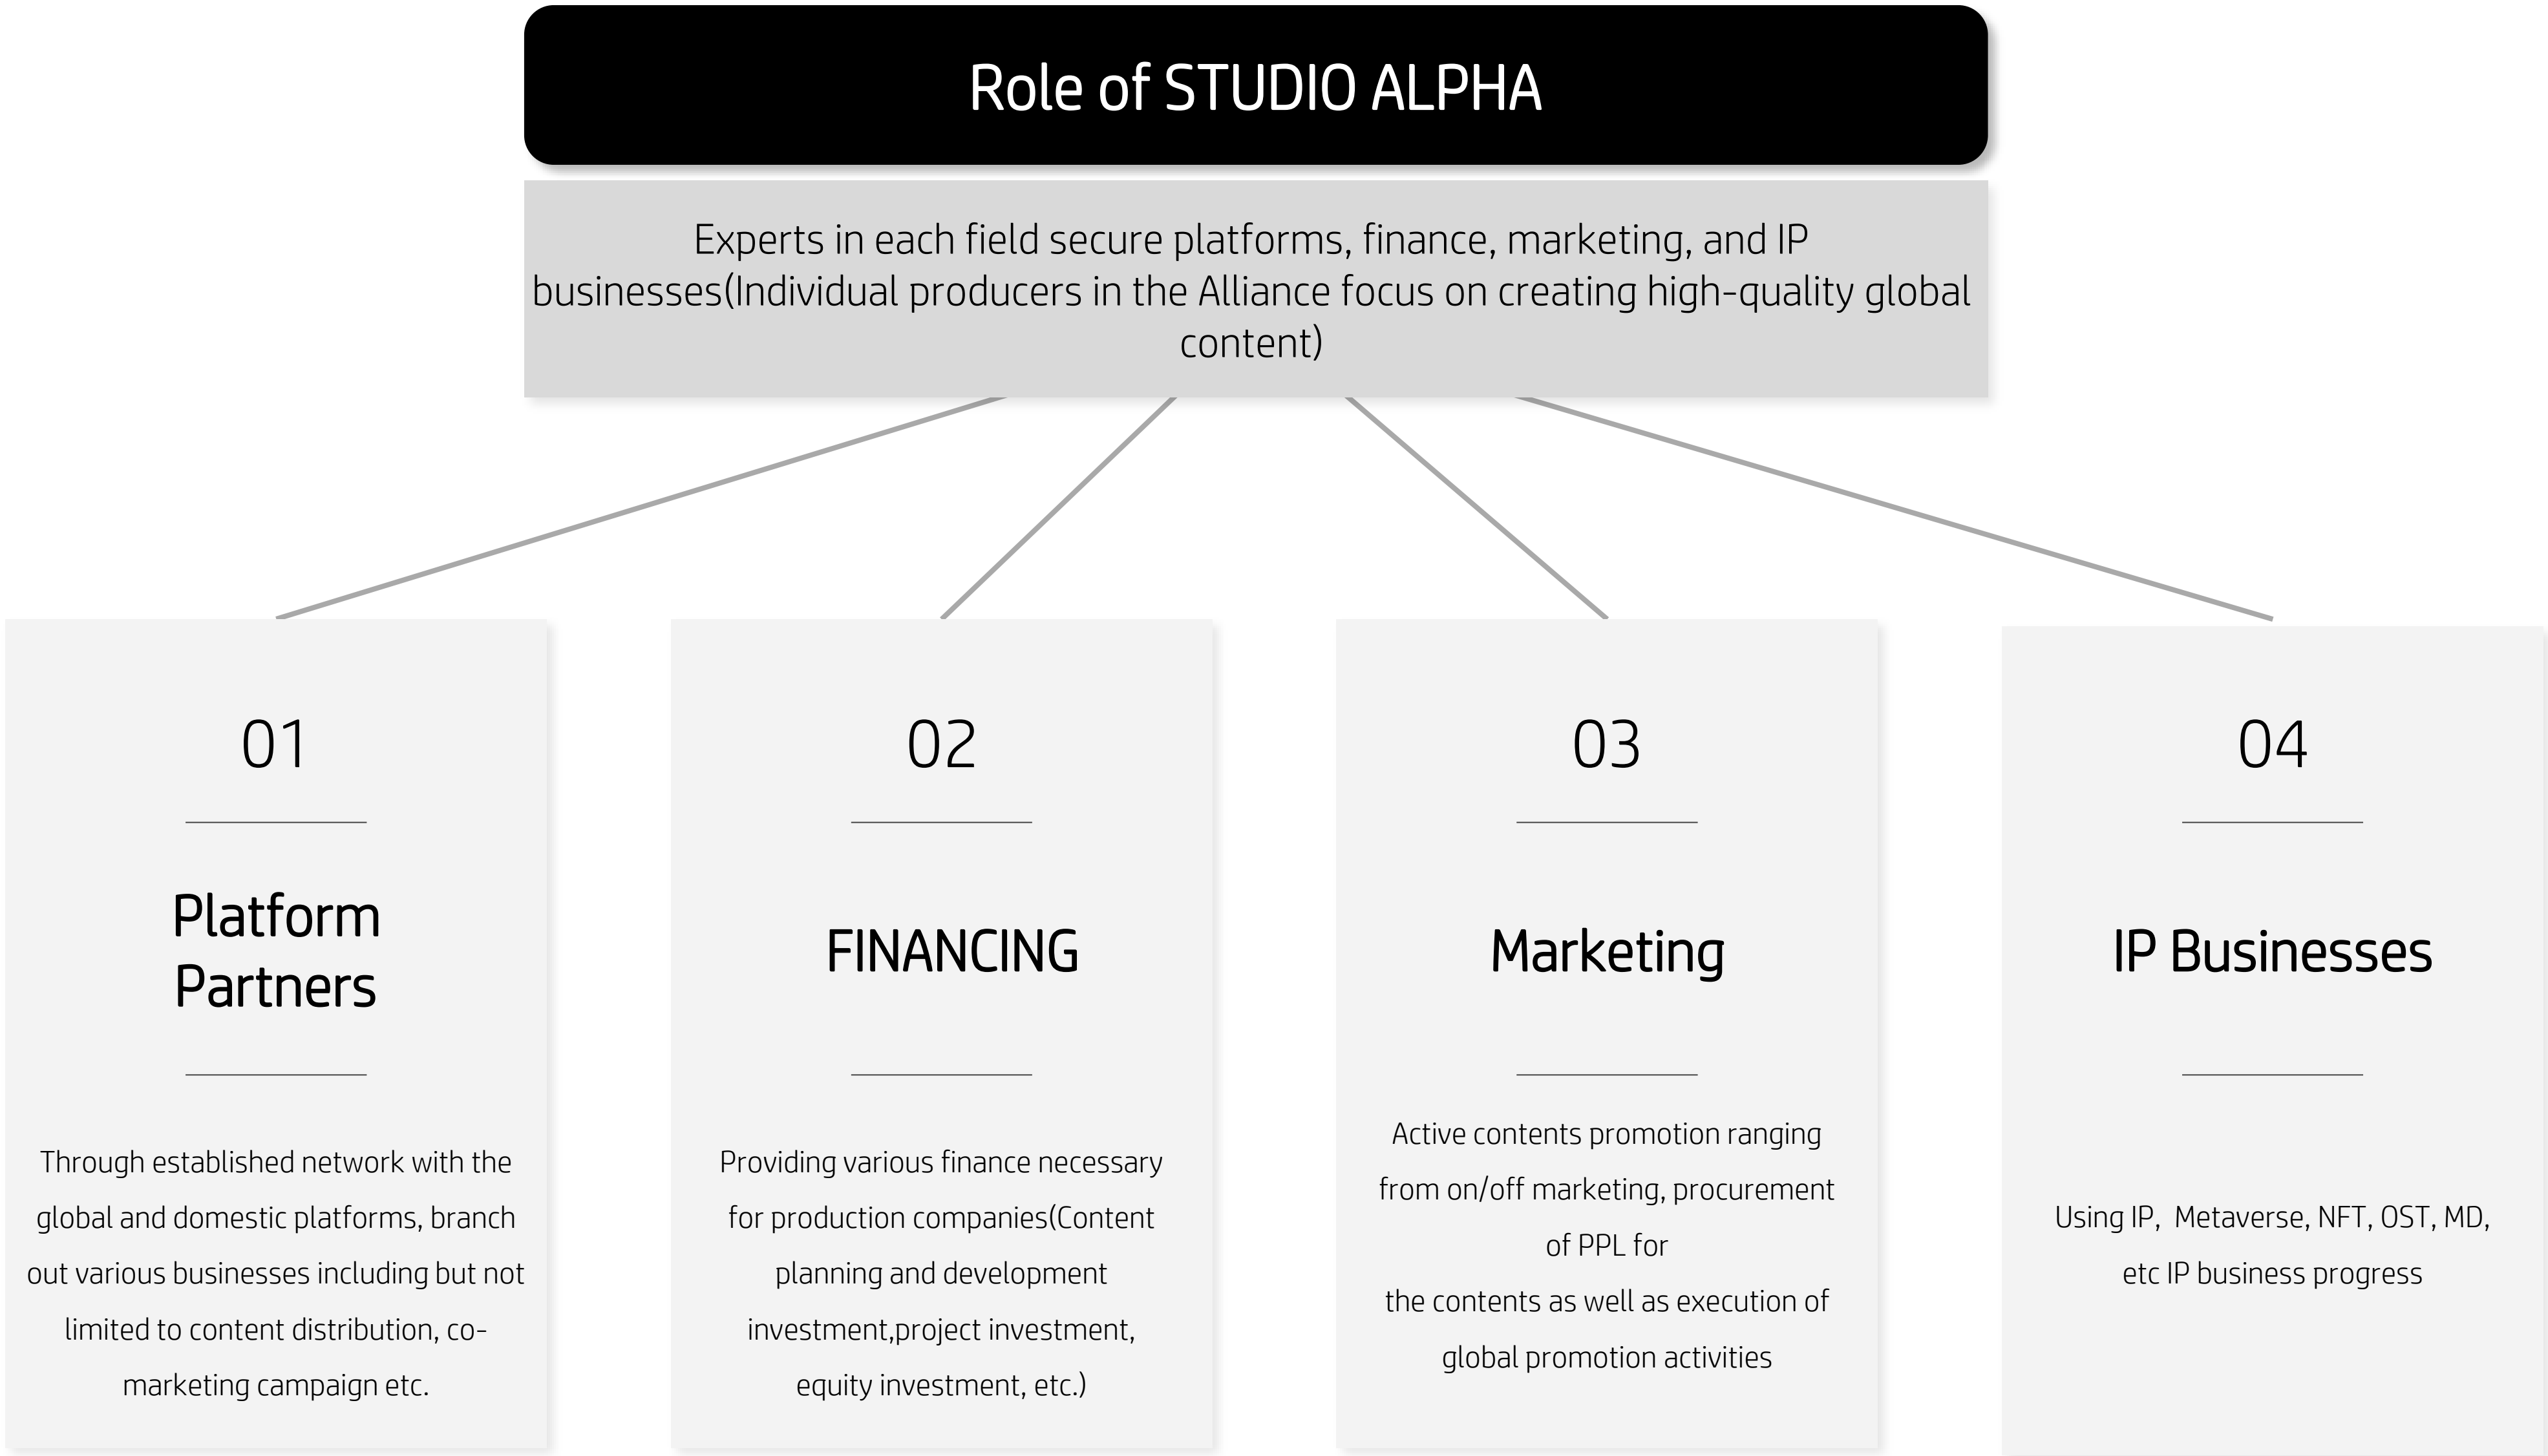 Role of STUDIO ALPHA
Experts in each field secure platforms, finance, marketing, and IP
businesses(Individual producers in the Alliance focus on creating high-quality global
content)
01
Platform
Partners
Through established network with the
global and domestic platforms, branch
out various businesses including but not
limited to content distribution, co-
marketing campaign etc.
02
FINANCING
Providing various finance necessary
for production companies(Content
planning and development
investment,project investment,
equity investment, etc.)
03
Marketing
Active contents promotion ranging
from on/off marketing, procurement
of PPL for
the contents as well as execution of
global promotion activities
04
IP Businesses
Using IP,  Metaverse, NFT, OST, MD,
etc IP business progress